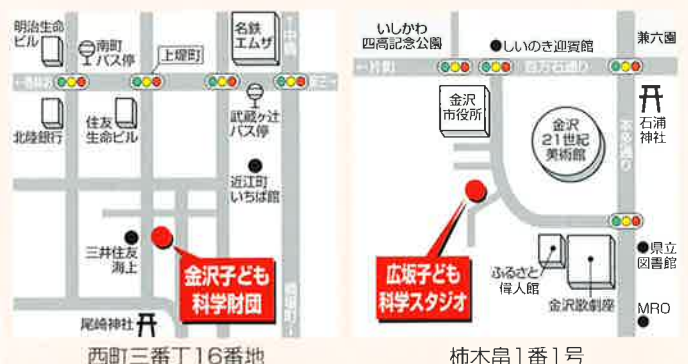 明治生命
ビル
南町
バス停
上堤町
名鉄
エムザ
北陸銀行
住友
生命ビル
武蔵ヶ辻
バス停
近江町
いちば館
三井住友
海上
金沢子ども
科学財団
尾崎神社
西町三番丁16番地
いしかわ
四高記念公園
しいのき迎賓館
兼六園
←片町
百万石通り
金沢
市役所
金沢
21世紀
美術館
石浦
神社
本多通り
広坂子ども
科学スタジオ
ふるさと
偉人館
金沢歌劇座
県立
図書館
MRO
柿木畠1番1号